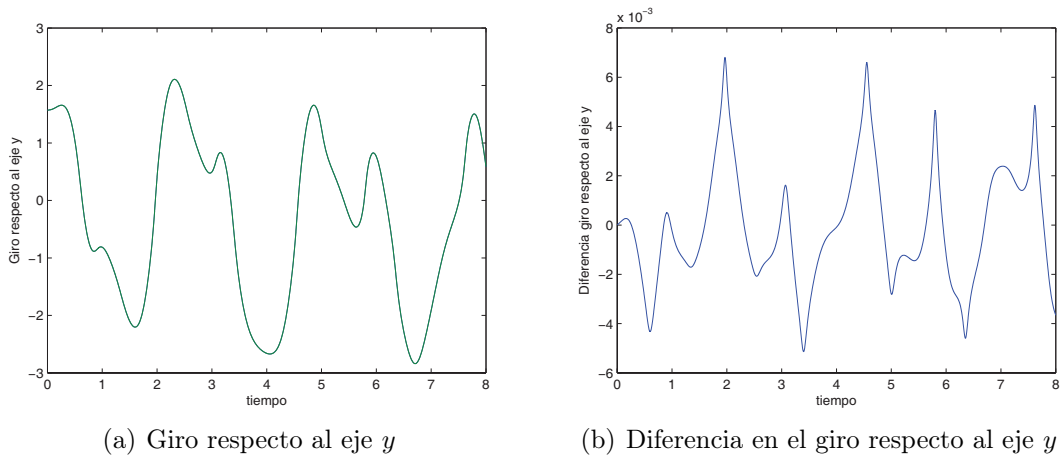 3
2
1
0
−1
−2
−3
0 1 2 3 4 5 6 7 8
tiempo
Giro respecto al eje y
(a) Giro respecto al eje y
x 10⁻³
8
6
4
2
0
−2
−4
−6
0 1 2 3 4 5 6 7 8
tiempo
Diferencia giro respecto al eje y
(b) Diferencia en el giro respecto al eje y